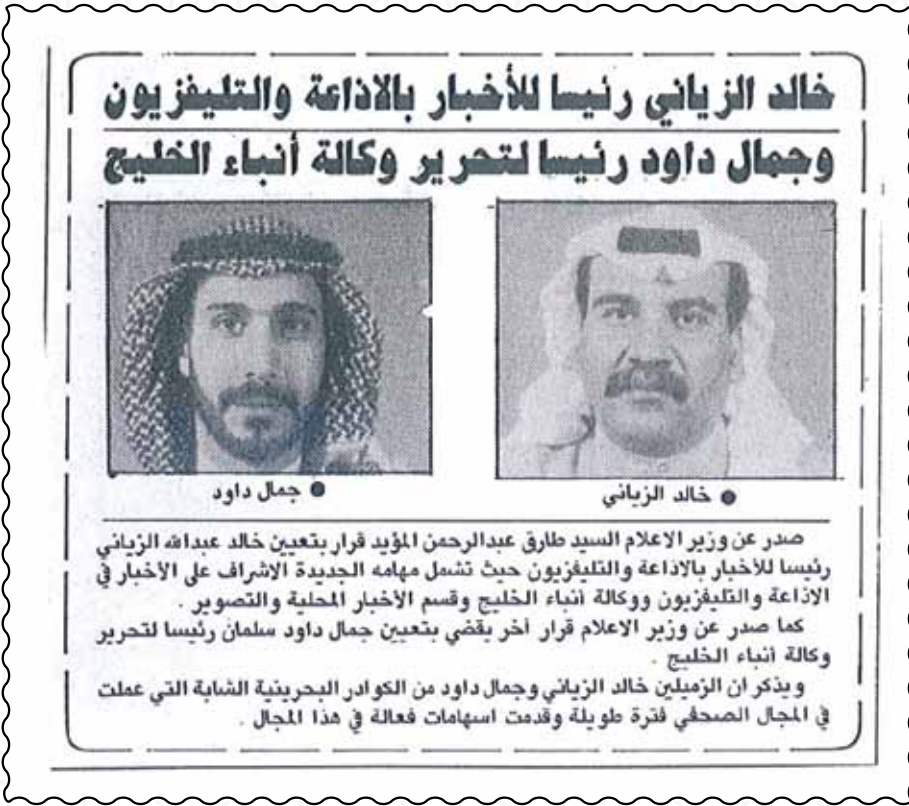 خالد الزياني رئيسا للأخبار بالاذاعة والتليفزيون
وجمال داود رئيسا لتحرير وكالة أنباء الخليج
● خالد الزياني
● جمال داود
صدر عن وزير الاعلام السيد طارق عبدالرحمن المؤيد قرار بتعيين خالد عبدالله الزياني
رئيسا للأخبار بالاذاعة والتليفزيون حيث تشمل مهامه الجديدة الاشراف على الأخبار في
الاذاعة والتليفزيون ووكالة أنباء الخليج وقسم الأخبار المحلية والتصوير .
كما صدر عن وزير الاعلام قرار آخر يقضي بتعيين جمال داود سلمان رئيسا لتحرير
وكالة أنباء الخليج .
ويذكر ان الزميلين خالد الزياني وجمال داود من الكوادر البحرينية الشابة التي عملت
في المجال الصحفي فترة طويلة وقدمت اسهامات فعالة في هذا المجال .